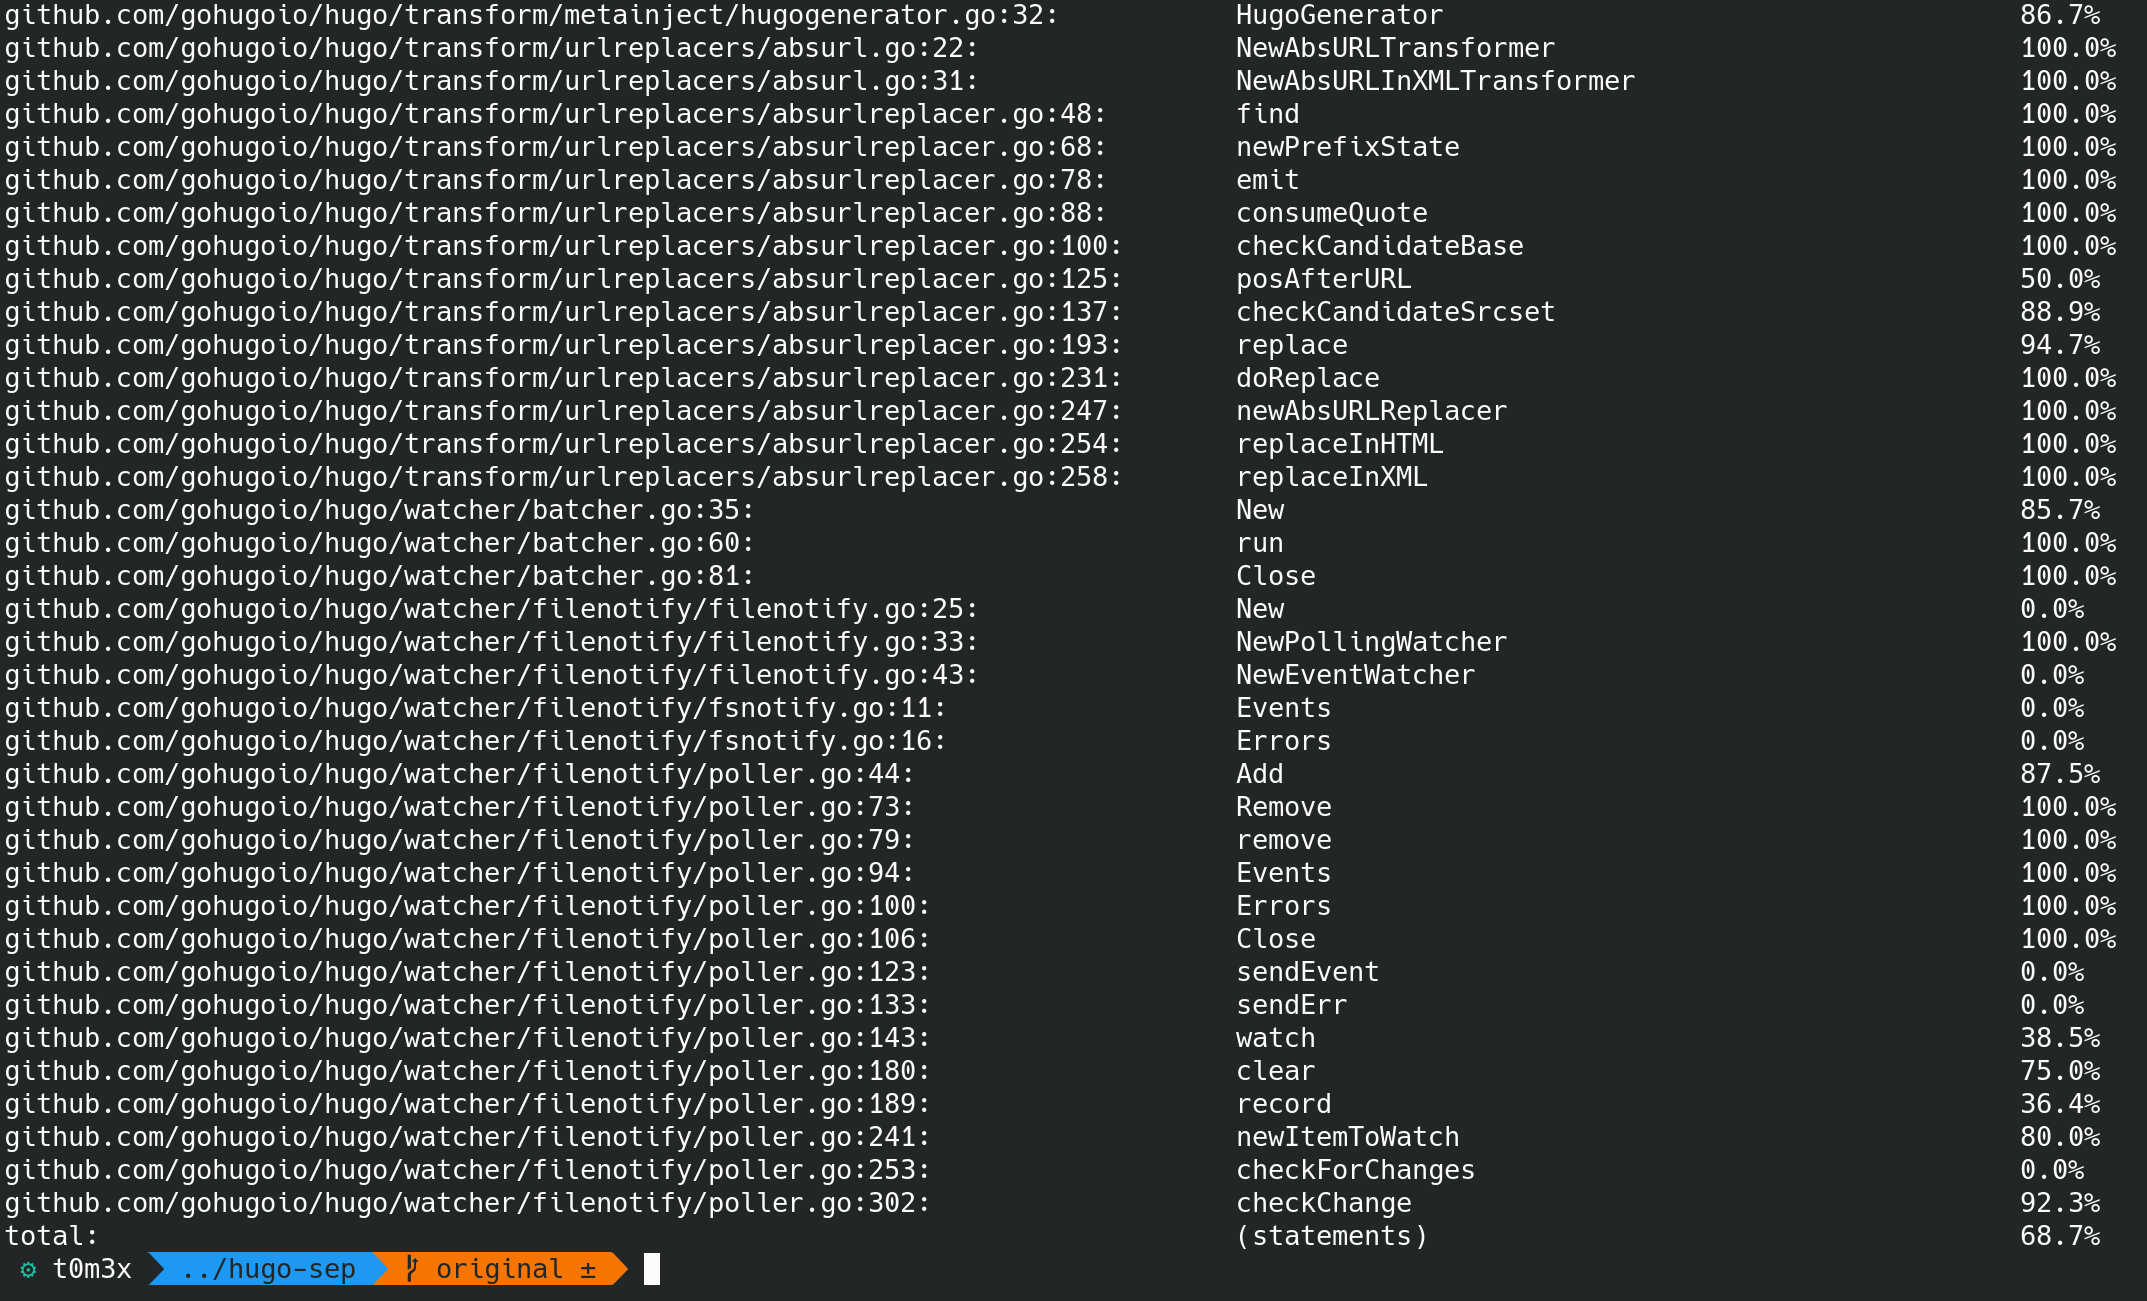 github.com/gohugoio/hugo/transform/metainject/hugogenerator.go:32: HugoGenerator 86.7%
github.com/gohugoio/hugo/transform/urlreplacers/absurl.go:22: NewAbsURLTransformer 100.0%
github.com/gohugoio/hugo/transform/urlreplacers/absurl.go:31: NewAbsURLInXMLTransformer 100.0%
github.com/gohugoio/hugo/transform/urlreplacers/absurlreplacer.go:48: find 100.0%
github.com/gohugoio/hugo/transform/urlreplacers/absurlreplacer.go:68: newPrefixState 100.0%
github.com/gohugoio/hugo/transform/urlreplacers/absurlreplacer.go:78: emit 100.0%
github.com/gohugoio/hugo/transform/urlreplacers/absurlreplacer.go:88: consumeQuote 100.0%
github.com/gohugoio/hugo/transform/urlreplacers/absurlreplacer.go:100: checkCandidateBase 100.0%
github.com/gohugoio/hugo/transform/urlreplacers/absurlreplacer.go:125: posAfterURL 50.0%
github.com/gohugoio/hugo/transform/urlreplacers/absurlreplacer.go:137: checkCandidateSrcset 88.9%
github.com/gohugoio/hugo/transform/urlreplacers/absurlreplacer.go:193: replace 94.7%
github.com/gohugoio/hugo/transform/urlreplacers/absurlreplacer.go:231: doReplace 100.0%
github.com/gohugoio/hugo/transform/urlreplacers/absurlreplacer.go:247: newAbsURLReplacer 100.0%
github.com/gohugoio/hugo/transform/urlreplacers/absurlreplacer.go:254: replaceInHTML 100.0%
github.com/gohugoio/hugo/transform/urlreplacers/absurlreplacer.go:258: replaceInXML 100.0%
github.com/gohugoio/hugo/watcher/batcher.go:35: New 85.7%
github.com/gohugoio/hugo/watcher/batcher.go:60: run 100.0%
github.com/gohugoio/hugo/watcher/batcher.go:81: Close 100.0%
github.com/gohugoio/hugo/watcher/filenotify/filenotify.go:25: New 0.0%
github.com/gohugoio/hugo/watcher/filenotify/filenotify.go:33: NewPollingWatcher 100.0%
github.com/gohugoio/hugo/watcher/filenotify/filenotify.go:43: NewEventWatcher 0.0%
github.com/gohugoio/hugo/watcher/filenotify/fsnotify.go:11: Events 0.0%
github.com/gohugoio/hugo/watcher/filenotify/fsnotify.go:16: Errors 0.0%
github.com/gohugoio/hugo/watcher/filenotify/poller.go:44: Add 87.5%
github.com/gohugoio/hugo/watcher/filenotify/poller.go:73: Remove 100.0%
github.com/gohugoio/hugo/watcher/filenotify/poller.go:79: remove 100.0%
github.com/gohugoio/hugo/watcher/filenotify/poller.go:94: Events 100.0%
github.com/gohugoio/hugo/watcher/filenotify/poller.go:100: Errors 100.0%
github.com/gohugoio/hugo/watcher/filenotify/poller.go:106: Close 100.0%
github.com/gohugoio/hugo/watcher/filenotify/poller.go:123: sendEvent 0.0%
github.com/gohugoio/hugo/watcher/filenotify/poller.go:133: sendErr 0.0%
github.com/gohugoio/hugo/watcher/filenotify/poller.go:143: watch 38.5%
github.com/gohugoio/hugo/watcher/filenotify/poller.go:180: clear 75.0%
github.com/gohugoio/hugo/watcher/filenotify/poller.go:189: record 36.4%
github.com/gohugoio/hugo/watcher/filenotify/poller.go:241: newItemToWatch 80.0%
github.com/gohugoio/hugo/watcher/filenotify/poller.go:253: checkForChanges 0.0%
github.com/gohugoio/hugo/watcher/filenotify/poller.go:302: checkChange 92.3%
total: (statements) 68.7%
⚙ t0m3x ../hugo-sep original ±